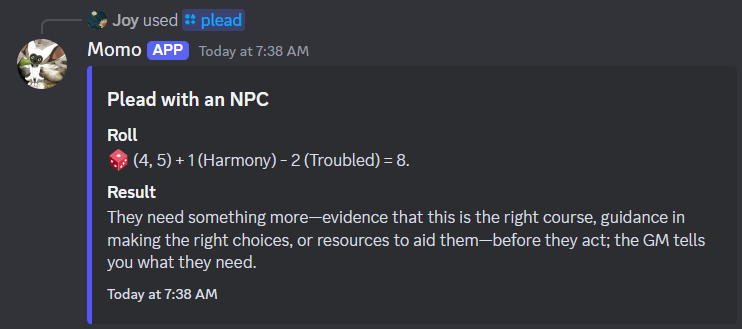 Joy used plead
Momo APP Today at 7:38 AM
Plead with an NPC
Roll
(4, 5) + 1 (Harmony) - 2 (Troubled) = 8.
Result
They need something more—evidence that this is the right course, guidance in
making the right choices, or resources to aid them—before they act; the GM tells
you what they need.
Today at 7:38 AM